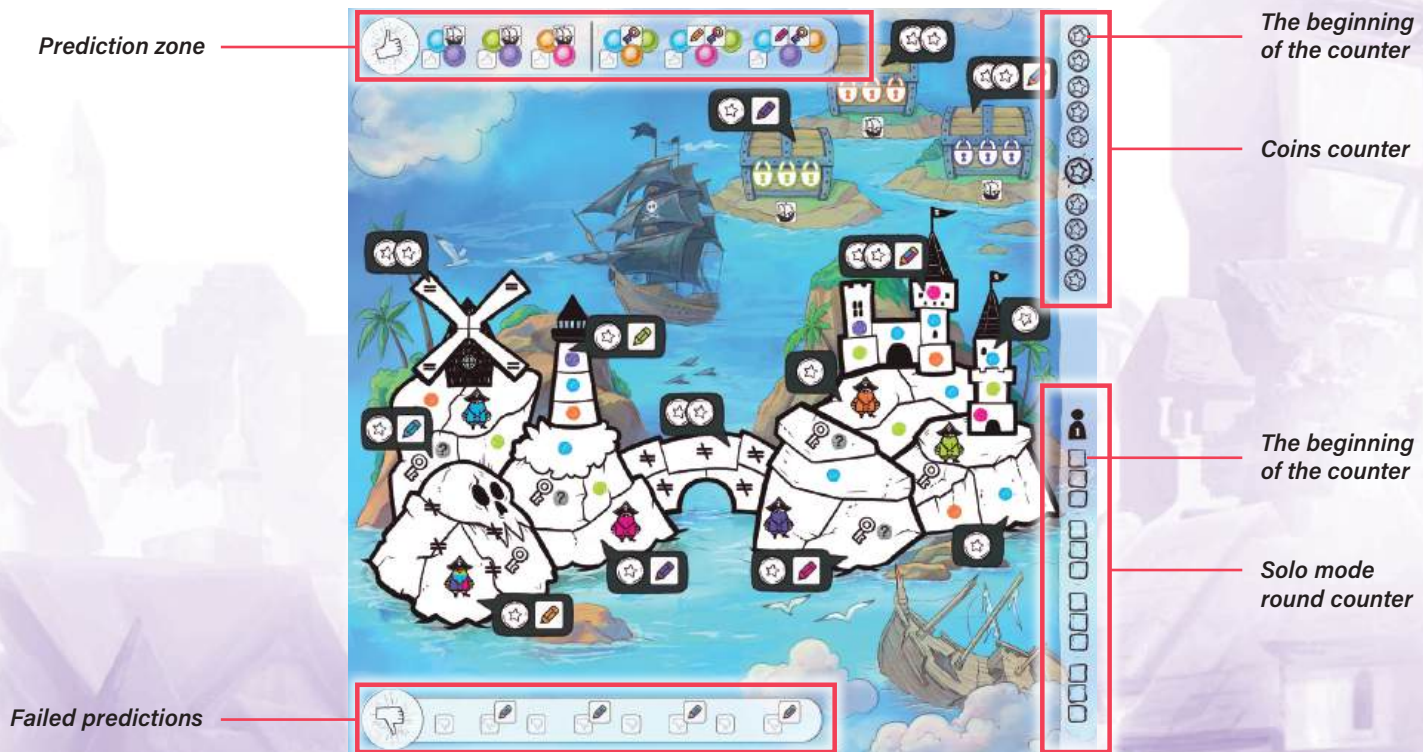 Prediction zone
The beginning
of the counter
Coins counter
The beginning
of the counter
Solo mode
round counter
Failed predictions